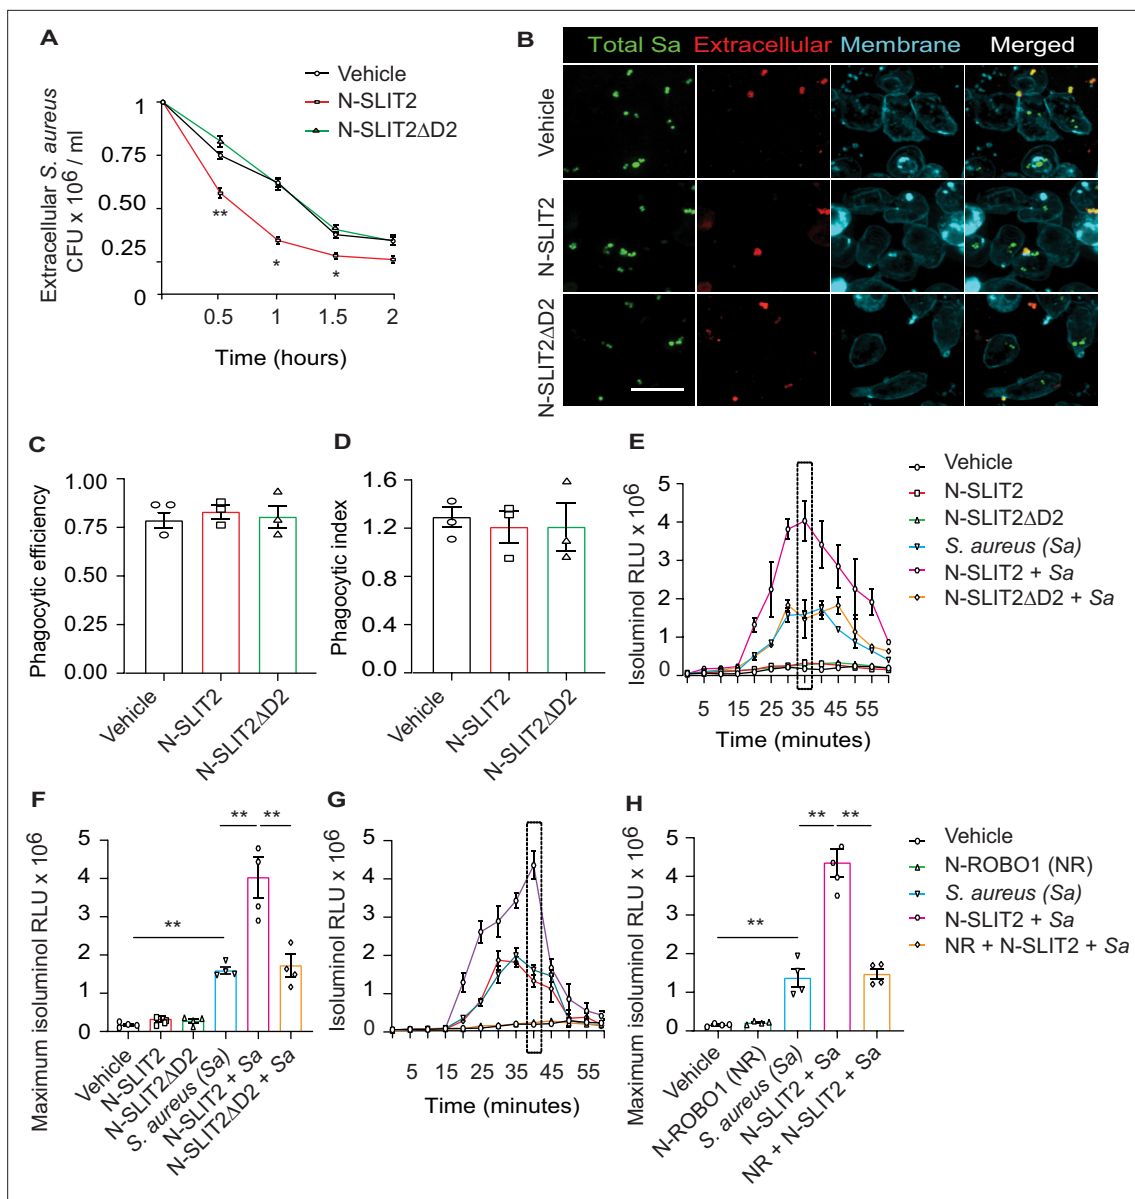 A
Vehicle
N-SLIT2
N-SLIT2ΔD2
Extracellular S. aureus
CFU x 10⁶ / ml
1
0.75
0.50
0.25
0
**
*
*
0.5
1
1.5
2
Time (hours)
B
Total Sa
Extracellular
Membrane
Merged
Vehicle
N-SLIT2
N-SLIT2ΔD2
C
Phagocytic efficiency
1.00
0.75
0.50
0.25
0.00
Vehicle
N-SLIT2
N-SLIT2ΔD2
D
Phagocytic index
1.6
1.2
0.8
0.4
0.0
Vehicle
N-SLIT2
N-SLIT2ΔD2
E
Isoluminol RLU x 10⁶
5
4
3
2
1
0
5
15
25
35
45
55
Time (minutes)
Vehicle
N-SLIT2
N-SLIT2ΔD2
S. aureus (Sa)
N-SLIT2 + Sa
N-SLIT2ΔD2 + Sa
F
Maximum isoluminol RLU x 10⁶
5
4
3
2
1
0
**
**
**
Vehicle
N-SLIT2
N-SLIT2ΔD2
S. aureus (Sa)
N-SLIT2 + Sa
N-SLIT2ΔD2 + Sa
G
Isoluminol RLU x 10⁶
5
4
3
2
1
0
5
15
25
35
45
55
Time (minutes)
H
Maximum isoluminol RLU x 10⁶
5
4
3
2
1
0
**
**
**
Vehicle
N-ROBO1 (NR)
S. aureus (Sa)
N-SLIT2 + Sa
NR + N-SLIT2 + Sa
Vehicle
N-ROBO1 (NR)
S. aureus (Sa)
N-SLIT2 + Sa
NR + N-SLIT2 + Sa